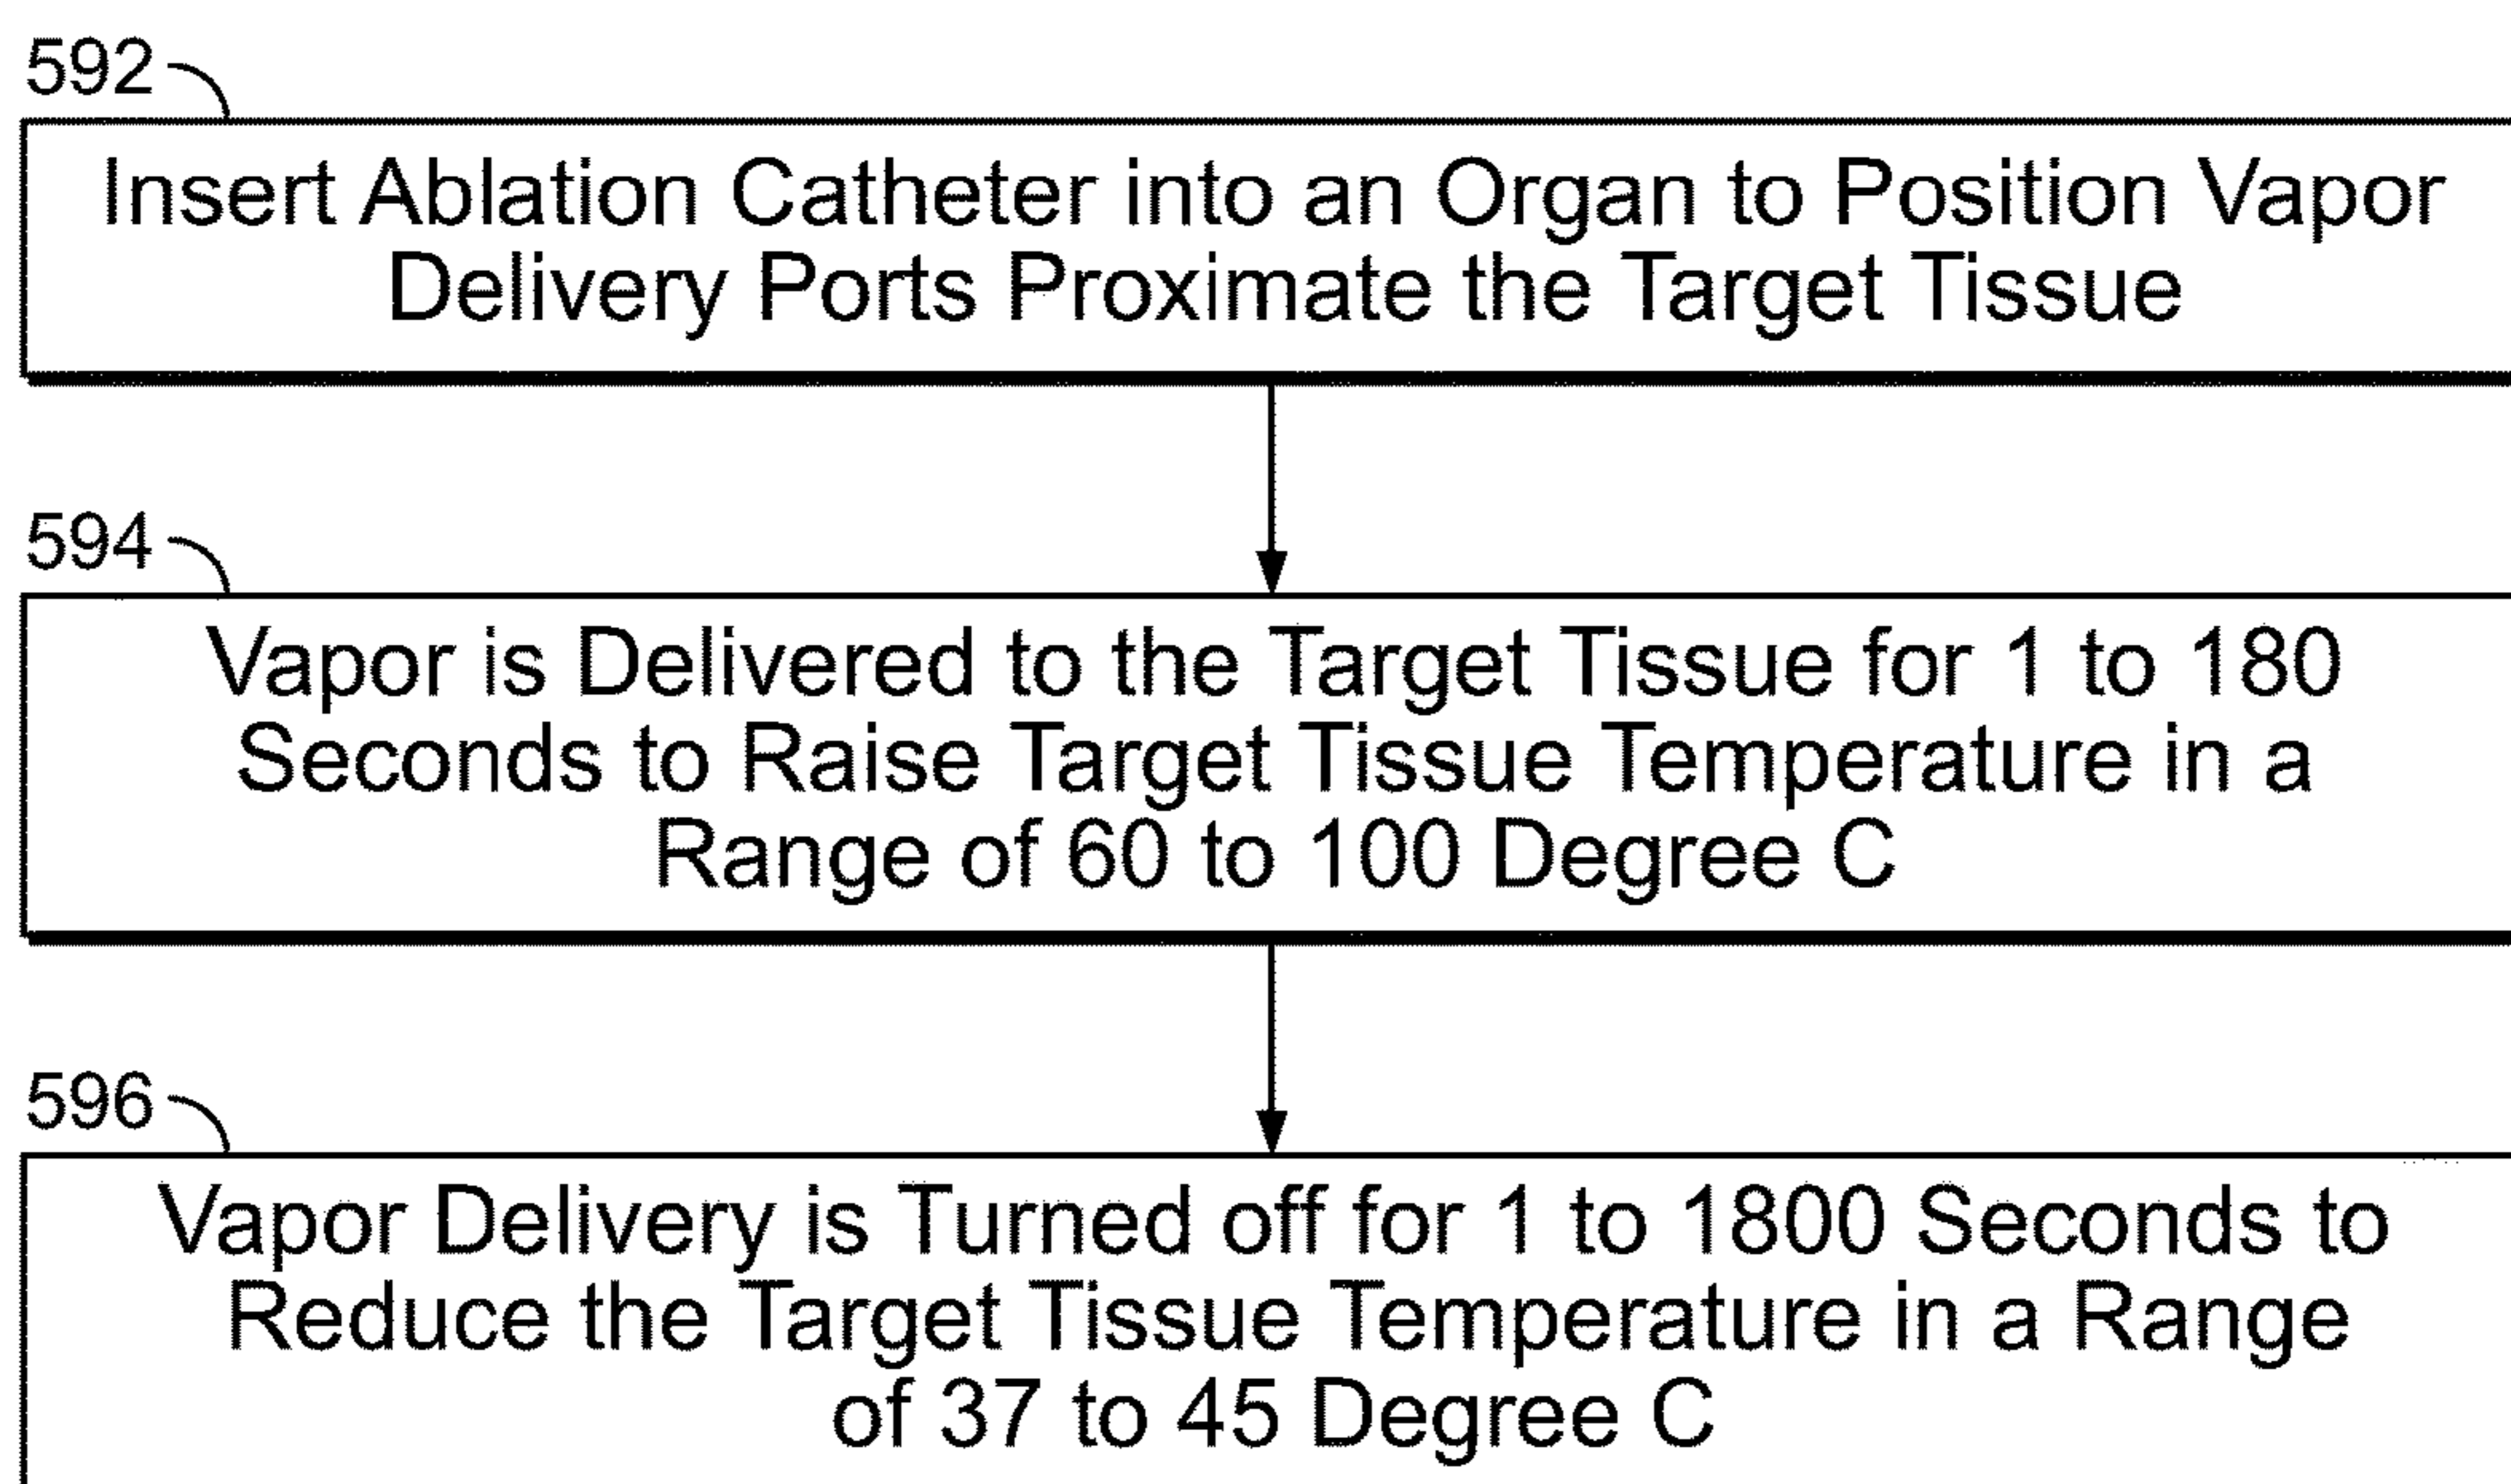 592
Insert Ablation Catheter into an Organ to Position Vapor
Delivery Ports Proximate the Target Tissue
594
Vapor is Delivered to the Target Tissue for 1 to 180
Seconds to Raise Target Tissue Temperature in a
Range of 60 to 100 Degree C
596
Vapor Delivery is Turned off for 1 to 1800 Seconds to
Reduce the Target Tissue Temperature in a Range
of 37 to 45 Degree C